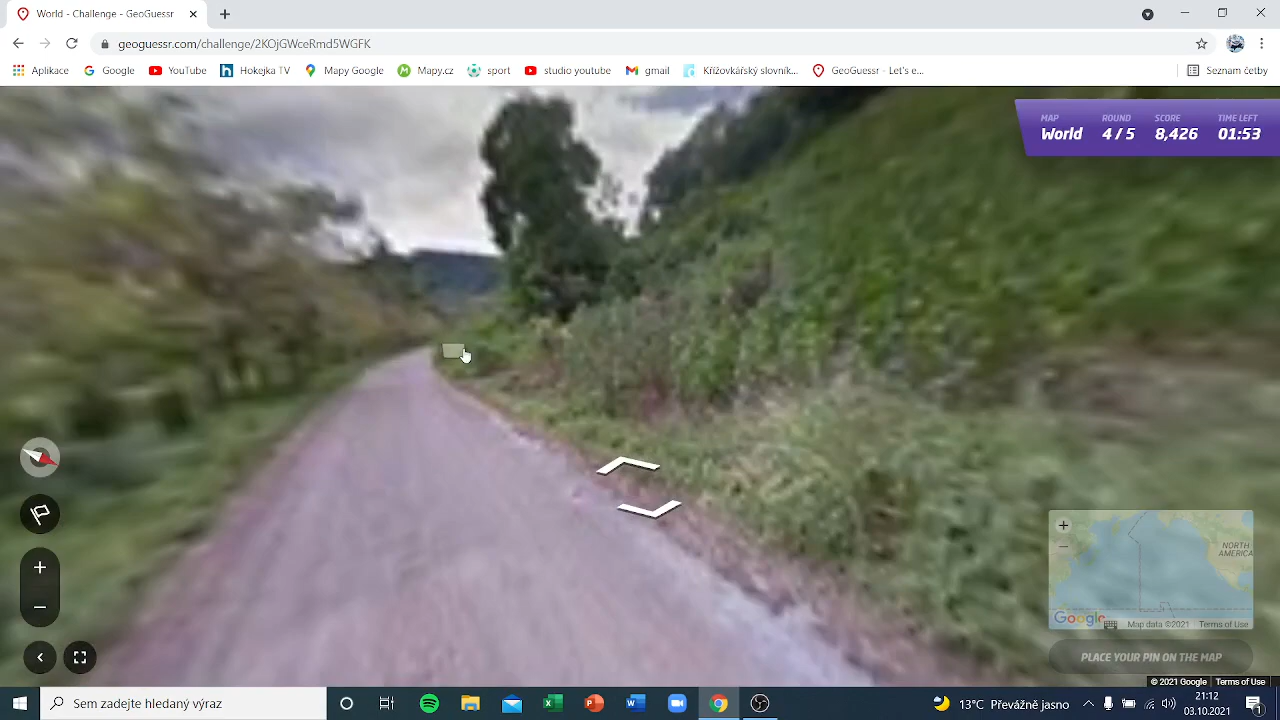 World - Challenge - GeoGuessr
geoguessr.com/challenge/2KOjGWceRmd5WGFK
Aplikace Google YouTube Hokejka TV Mapy Google Mapy.cz sport studio youtube gmail Křížovkářský slovník... GeoGuessr - Let's e... Seznam četby
MAP ROUND SCORE TIME LEFT
World 4 / 5 8,426 01:53
NORTH
AMERICA
Google Map data ©2021 Terms of Use
PLACE YOUR PIN ON THE MAP
© 2021 Google Terms of Use
Sem zadejte hledaný výraz
13°C Převážně jasno
21:12
03.10.2021